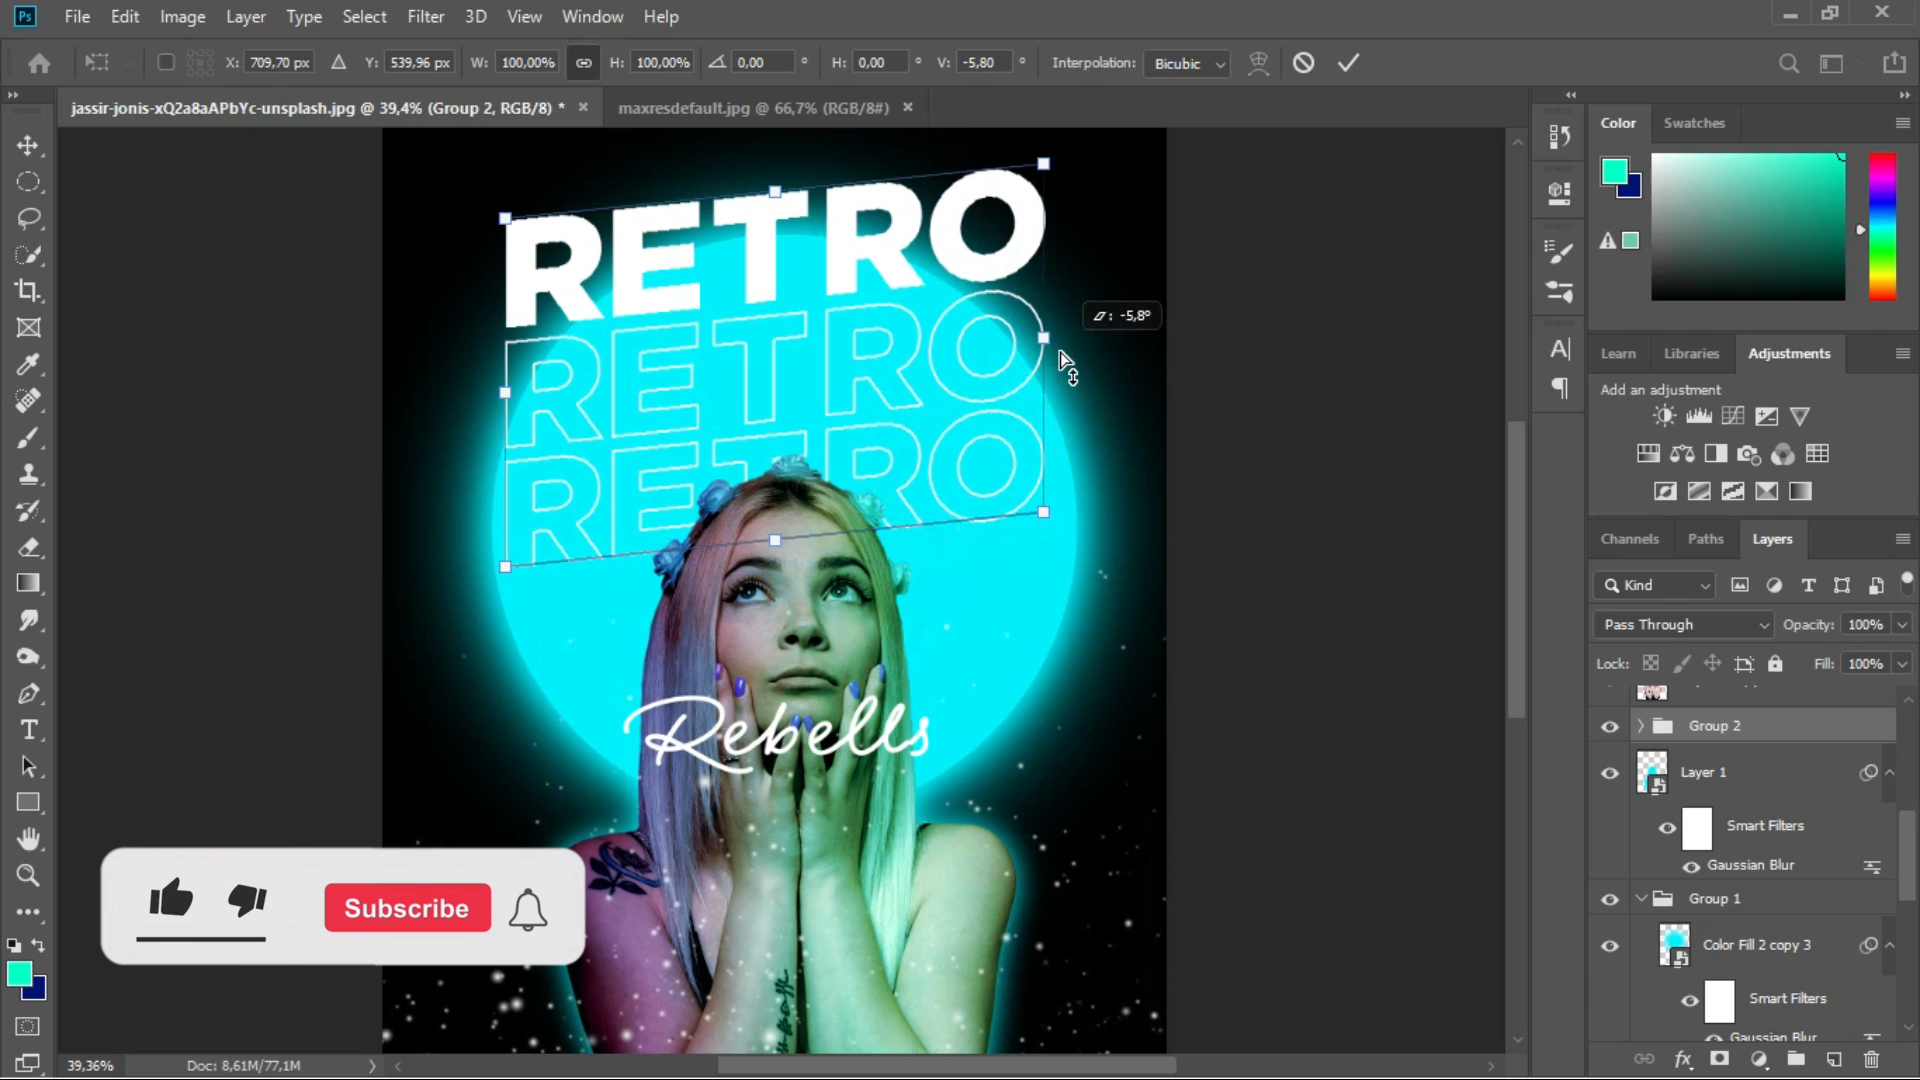 Ps File Edit Image Layer Type Select Filter 3D View Window Help
X: 709,70 px Y: 539,96 px W: 100,00% H: 100,00% 0,00 ° H: 0,00 ° V: -5,80 ° Interpolation: Bicubic
jassir-jonis-xQ2a8aAPbYc-unsplash.jpg @ 39,4% (Group 2, RGB/8) * × maxresdefault.jpg @ 66,7% (RGB/8#) ×
RETRO
RETRO
RETRO
: -5,8°
Rebells
Subscribe
Color Swatches
Learn Libraries Adjustments
Add an adjustment
Channels Paths Layers
Kind
Pass Through Opacity: 100%
Lock: Fill: 100%
Group 2
Layer 1
Smart Filters
Gaussian Blur
Group 1
Color Fill 2 copy 3
Smart Filters
Gaussian Blur
39,36% Doc: 8,61M/77,1M